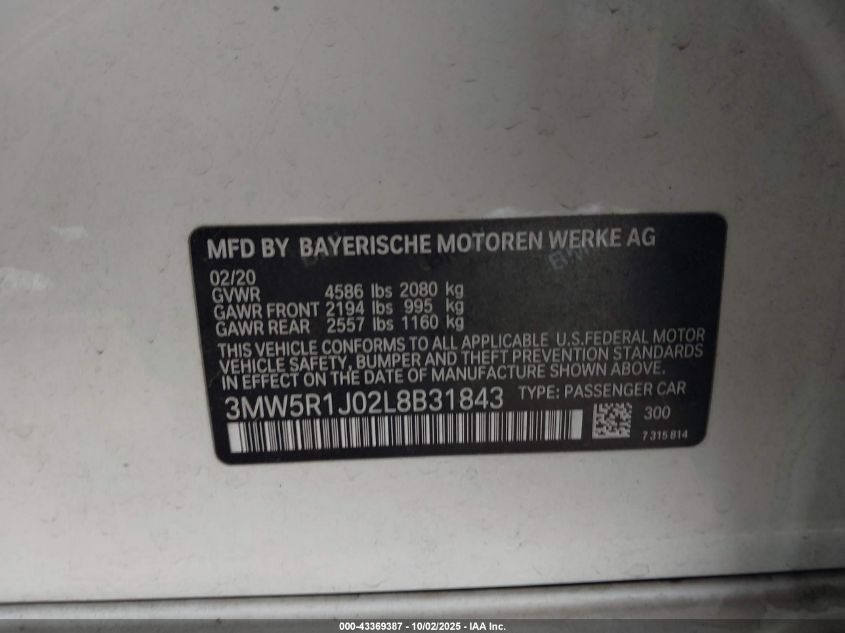 MFD BY BAYERISCHE MOTOREN WERKE AG
02/20
GVWR 4586 lbs 2080 kg
GAWR FRONT 2194 lbs 995 kg
GAWR REAR 2557 lbs 1160 kg
THIS VEHICLE CONFORMS TO ALL APPLICABLE U.S.FEDERAL MOTOR
VEHICLE SAFETY, BUMPER AND THEFT PREVENTION STANDARDS
IN EFFECT ON THE DATE OF MANUFACTURE SHOWN ABOVE.
3MW5R1J02L8B31843 TYPE: PASSENGER CAR
300
7 315 814
000-43369387 - 10/02/2025 - IAA Inc.